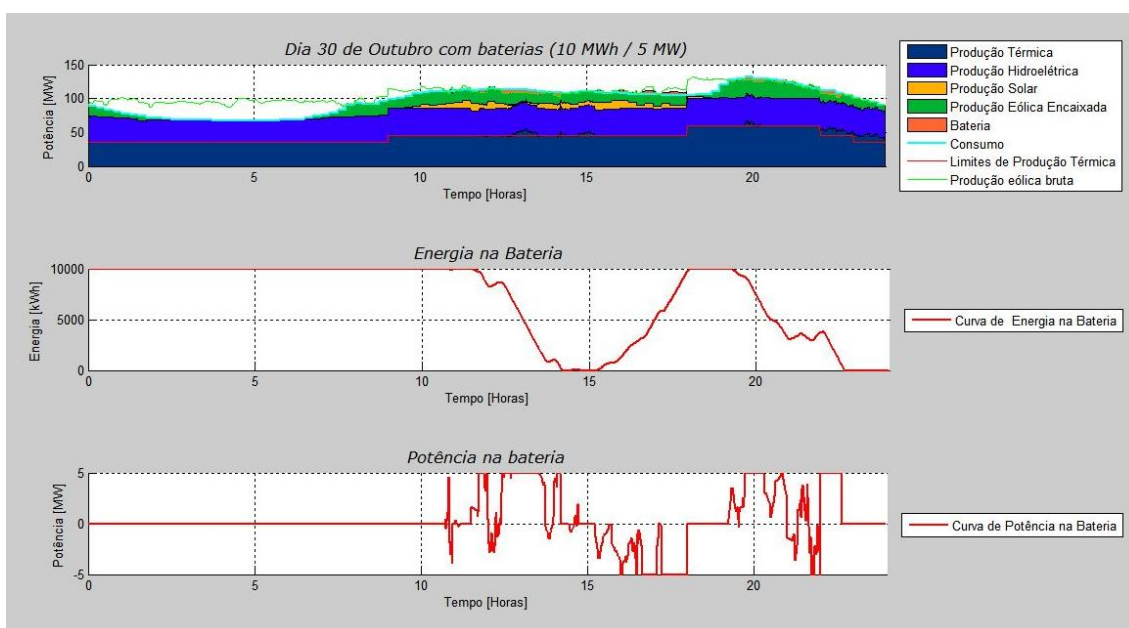 Dia 30 de Outubro com baterias (10 MWh / 5 MW)
Potência [MW]
150
100
50
0
0
5
10
15
20
Tempo [Horas]
Produção Térmica
Produção Hidroelétrica
Produção Solar
Produção Eólica Encaixada
Bateria
Consumo
Limites de Produção Térmica
Produção eólica bruta
Energia na Bateria
Energia [kWh]
10000
5000
0
0
5
10
15
20
Tempo [Horas]
Curva de Energia na Bateria
Potência na bateria
Potência [MW]
5
0
-5
0
5
10
15
20
Tempo [Horas]
Curva de Potência na Bateria